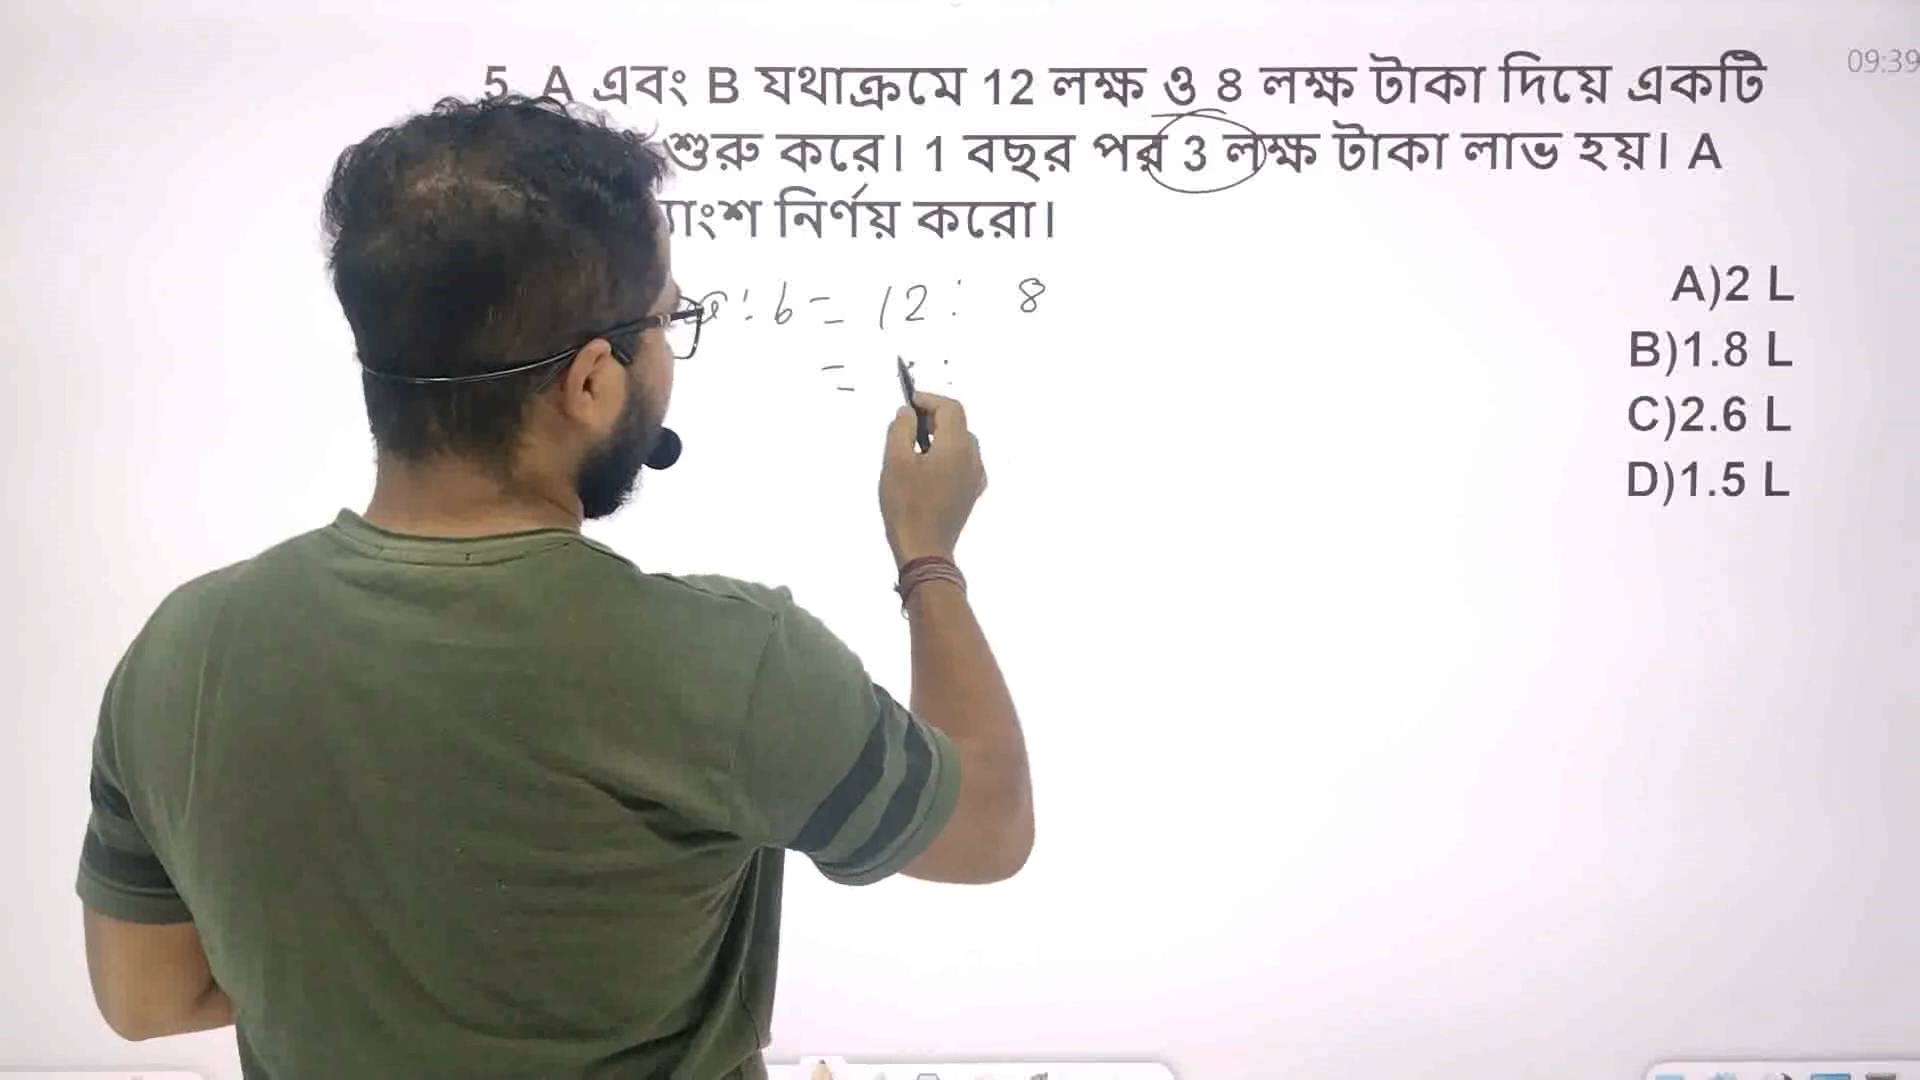 09:39
5. A এবং B যথাক্রমে 12 লক্ষ ও 8 লক্ষ টাকা দিয়ে একটি
শুরু করে। 1 বছর পর 3 লক্ষ টাকা লাভ হয়। A
নির্ণয় করো।
: b = 12 : 8
= :
A)2 L
B)1.8 L
C)2.6 L
D)1.5 L